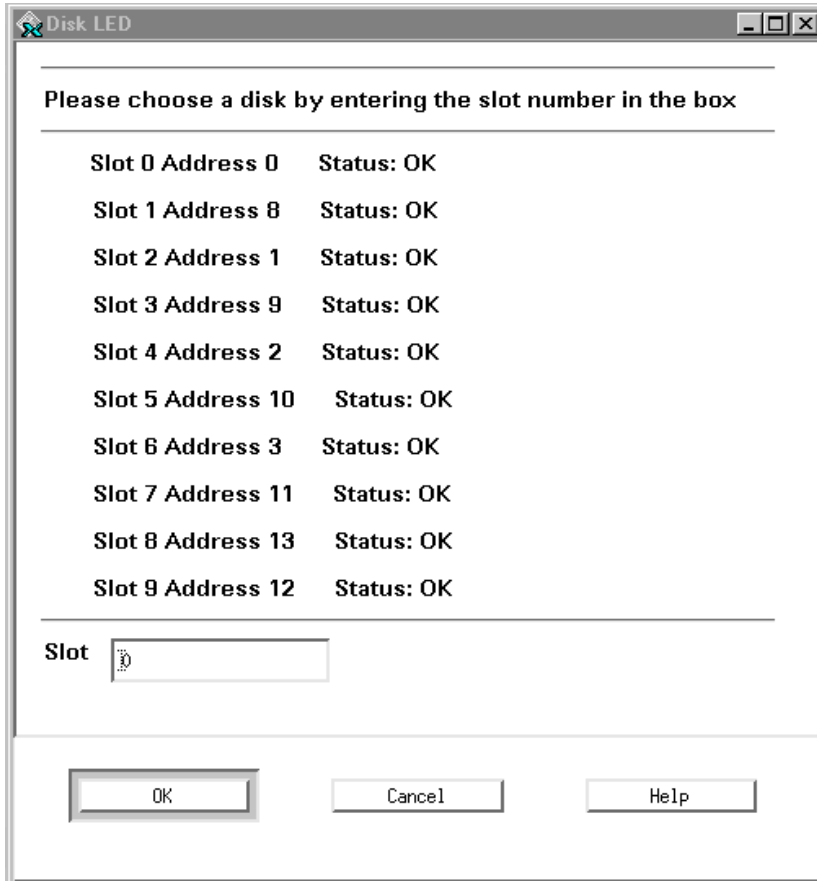 Disk LED
Please choose a disk by entering the slot number in the box
Slot 0 Address 0 Status: OK
Slot 1 Address 8 Status: OK
Slot 2 Address 1 Status: OK
Slot 3 Address 9 Status: OK
Slot 4 Address 2 Status: OK
Slot 5 Address 10 Status: OK
Slot 6 Address 3 Status: OK
Slot 7 Address 11 Status: OK
Slot 8 Address 13 Status: OK
Slot 9 Address 12 Status: OK
Slot 0
OK Cancel Help